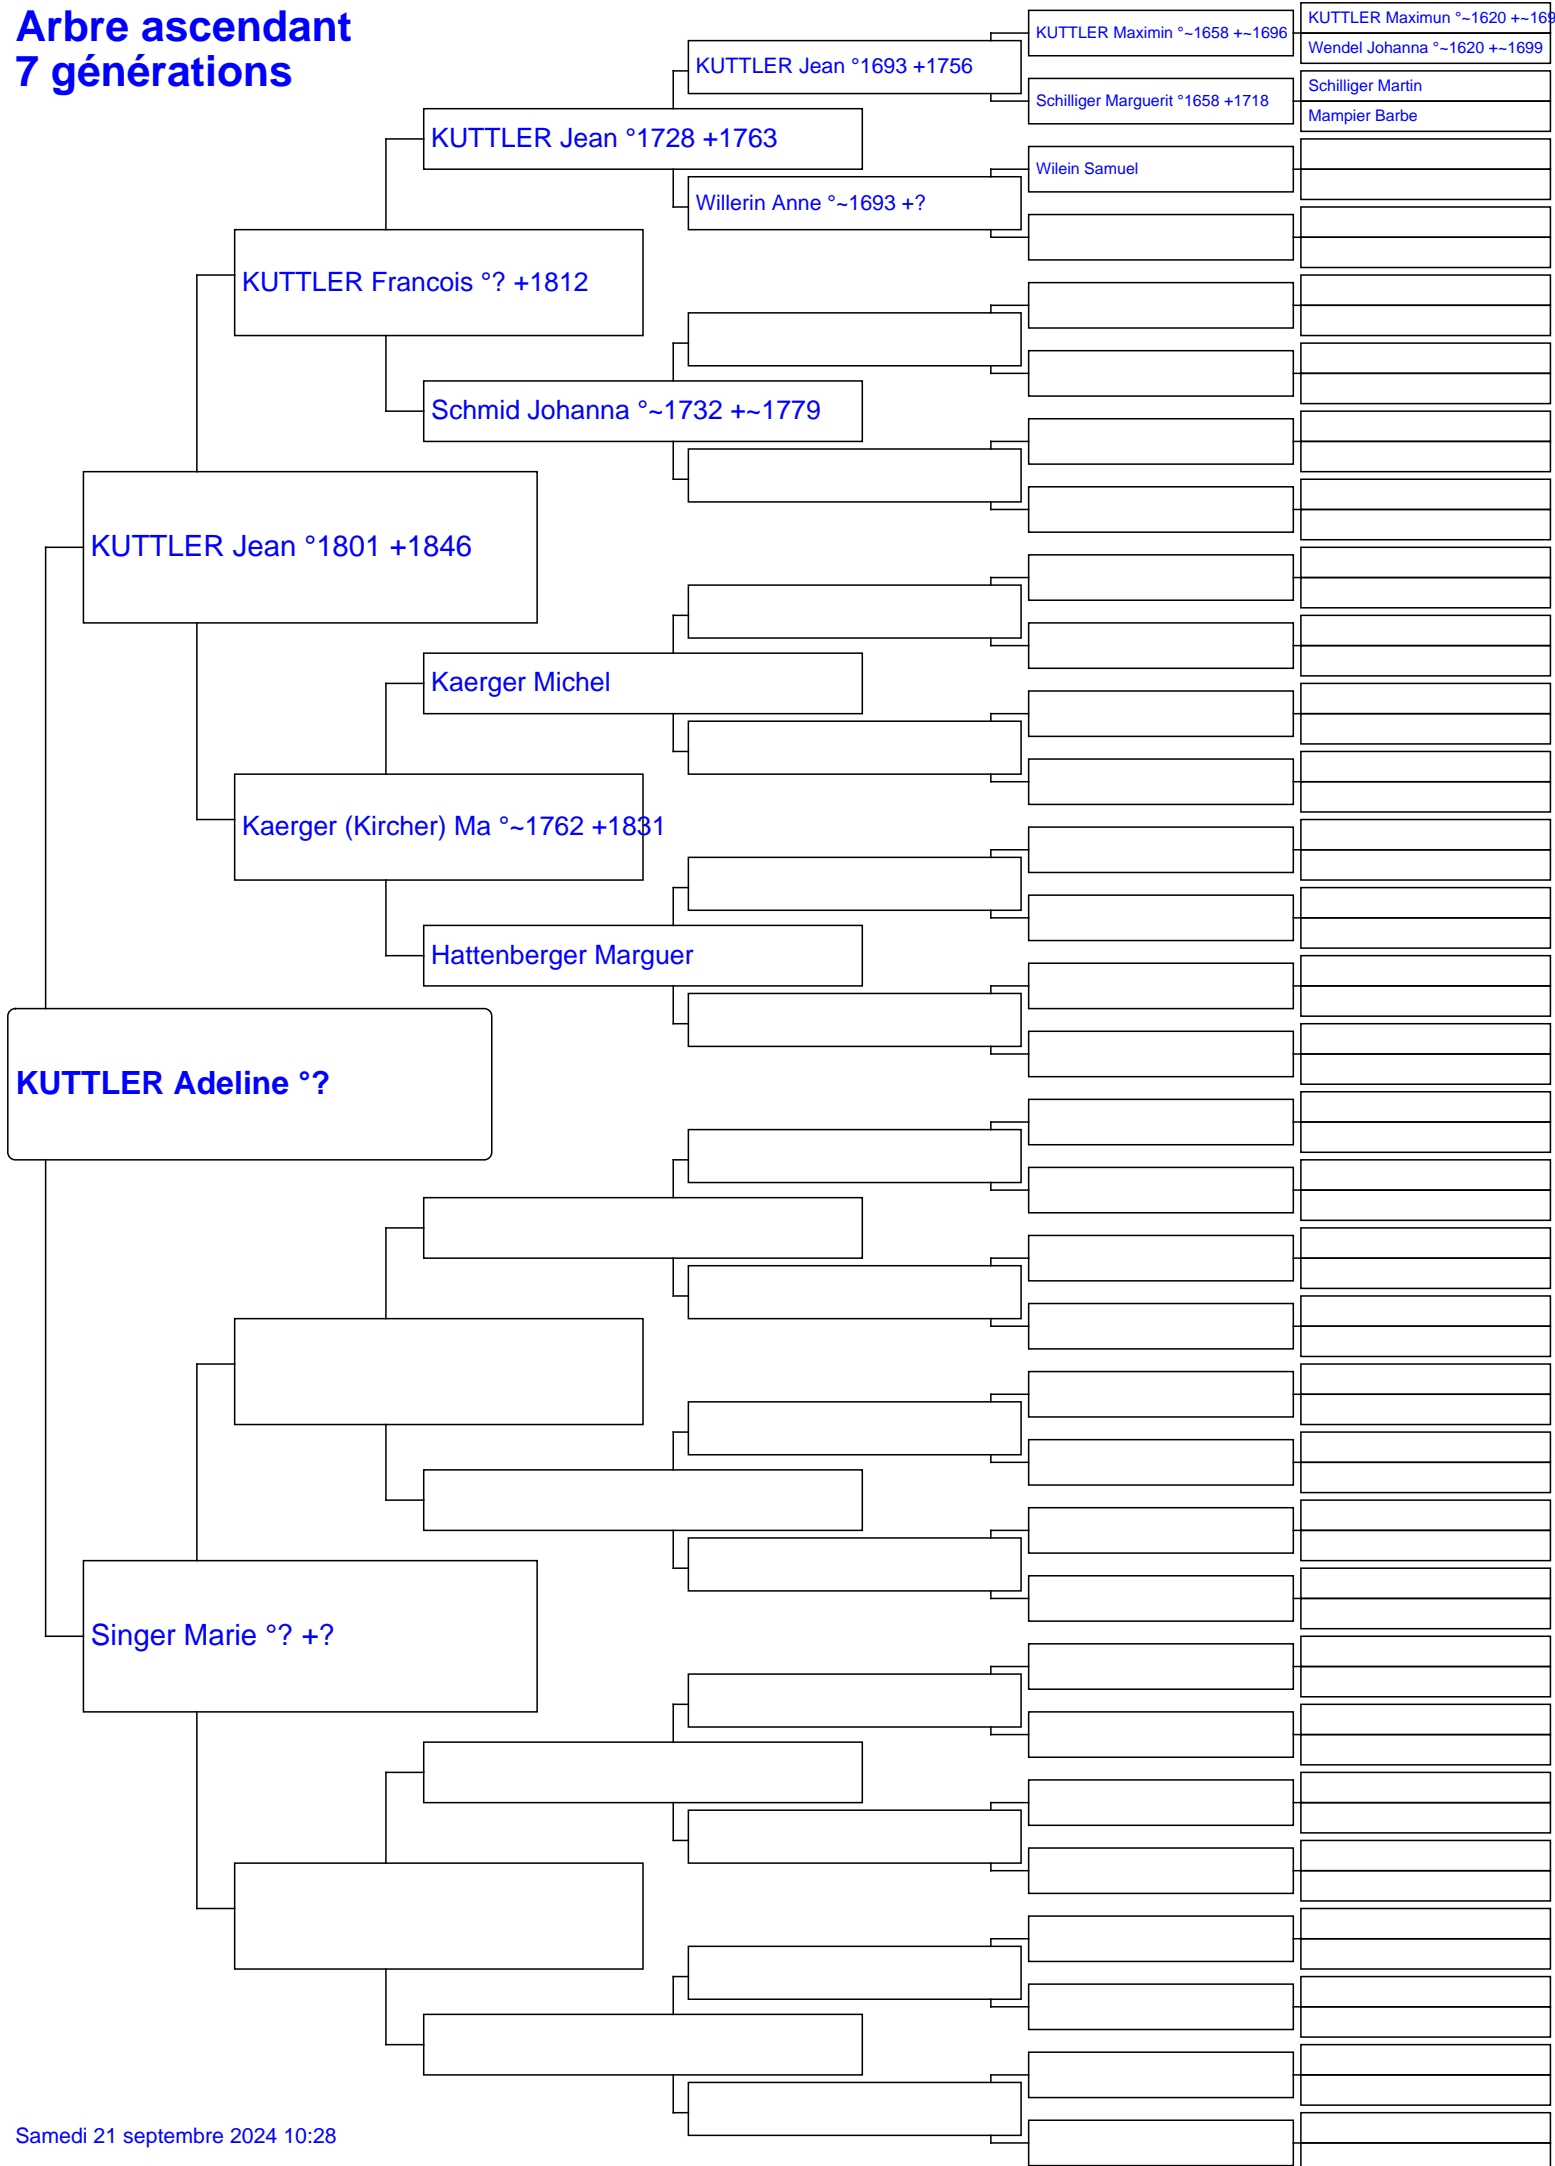 Arbre ascendant
7 générations
KUTTLER Maximun °~1620 +~169
KUTTLER Maximin °~1658 +~1696
Wendel Johanna °~1620 +~1699
KUTTLER Jean °1693 +1756
Schilliger Martin
Schilliger Marguerit °1658 +1718
Mampier Barbe
KUTTLER Jean °1728 +1763
Wilein Samuel
Willerin Anne °~1693 +?
KUTTLER Francois °? +1812
Schmid Johanna °~1732 +~1779
KUTTLER Jean °1801 +1846
Kaerger Michel
Kaerger (Kircher) Ma °~1762 +1831
Hattenberger Marguer
KUTTLER Adeline °?
Singer Marie °? +?
Samedi 21 septembre 2024 10:28